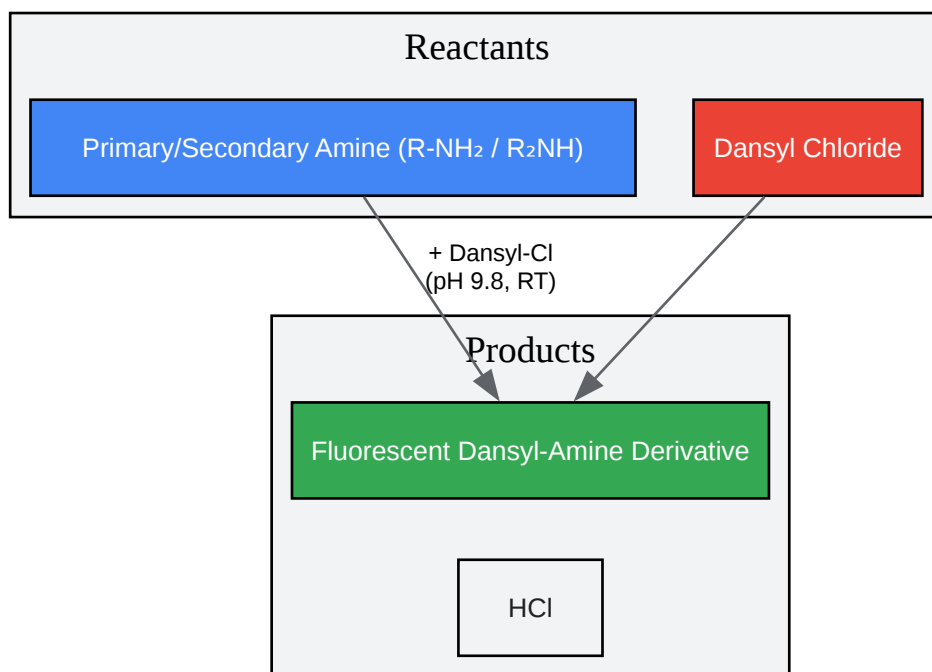 Reactants
Primary/Secondary Amine (R-NH₂ / R₂NH)
Dansyl Chloride
+ Dansyl-Cl
(pH 9.8, RT)
Products
Fluorescent Dansyl-Amine Derivative
HCl